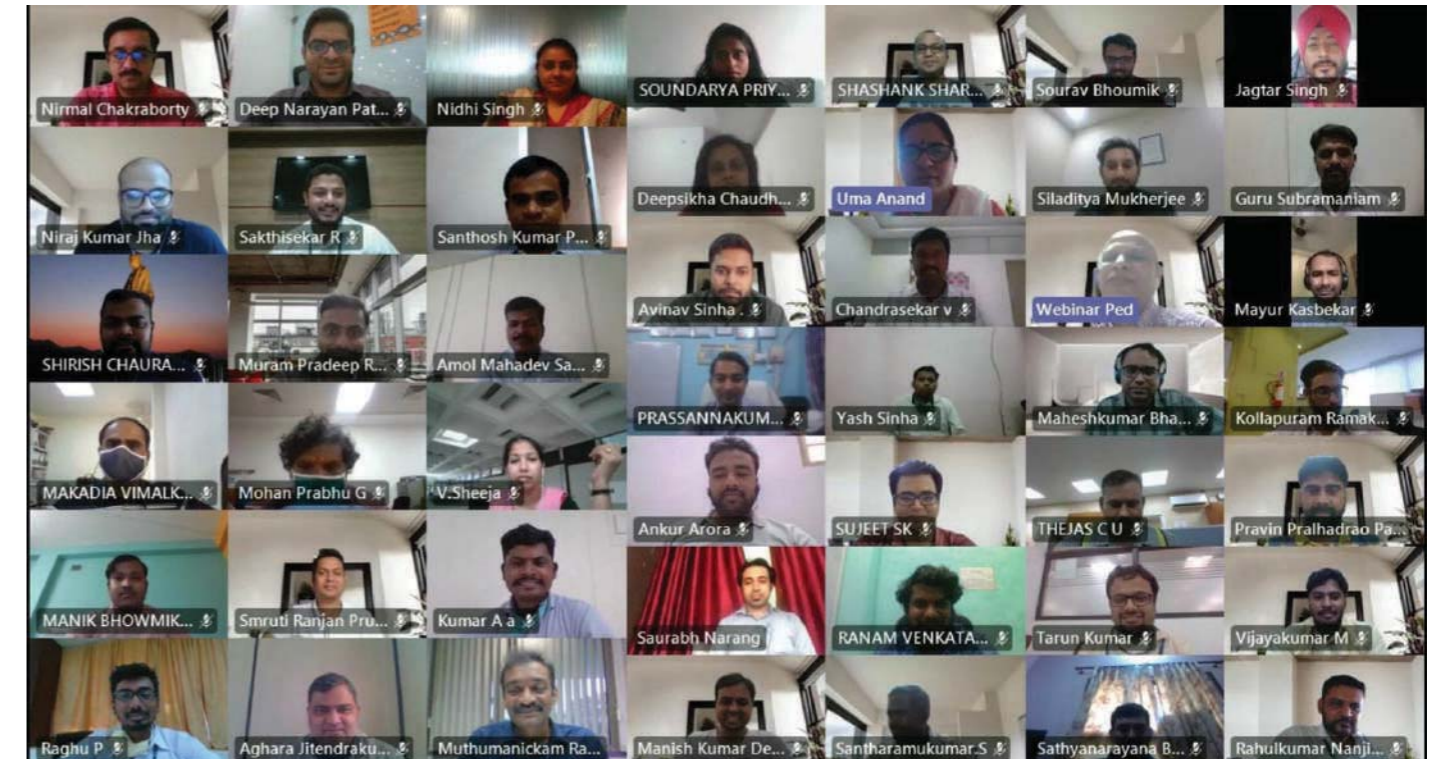 Nirmal Chakraborty
Deep Narayan Pat...
Nidhi Singh
SOUNDARYA PRIY...
SHASHANK SHAR...
Sourav Bhoumik
Jagtar Singh
Niraj Kumar Jha
Sakthisekar R
Santhosh Kumar P...
Deepsikha Chaudh...
Uma Anand
Siladitya Mukherjee
Guru Subramaniam
SHIRISH CHAURA...
Muram Pradeep R...
Amol Mahadev Sa...
Avinav Sinha .
Chandrasekar v
Webinar Ped
Mayur Kasbekar
MAKADIA VIMALK...
Mohan Prabhu G
V.Sheeja
PRASSANNAKUM...
Yash Sinha
Maheshkumar Bha...
Kollapuram Ramak...
MANIK BHOWMIK...
Smruti Ranjan Pru...
Kumar A a
Ankur Arora
SUJEET SK
THEJAS C U
Pravin Pralhadrao Pa...
Saurabh Narang
RANAM VENKATA...
Tarun Kumar
Vijayakumar M
Raghu P
Aghara Jitendraku...
Muthumanickam Ra...
Manish Kumar De...
Santharamukumar.S
Sathyanarayana B...
Rahulkumar Nanji...